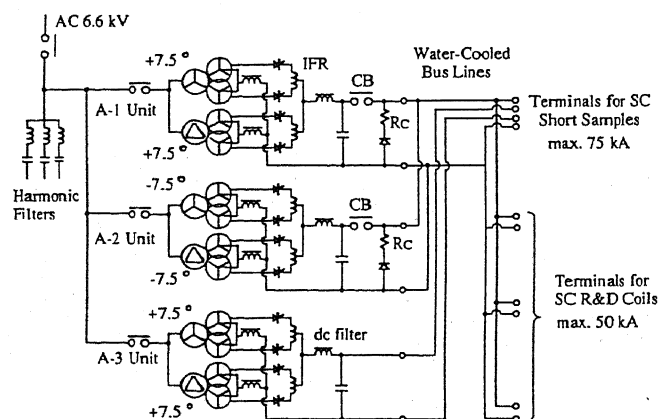 AC 6.6 kV
+7.5°
IFR
CB
Water-Cooled
Bus Lines
A-1 Unit
Rc
Terminals for SC
Short Samples
max. 75 kA
+7.5°
Harmonic
Filters
-7.5°
CB
A-2 Unit
Rc
-7.5°
Terminals for
SC R&D Coils
max. 50 kA
+7.5°
dc filter
A-3 Unit
+7.5°